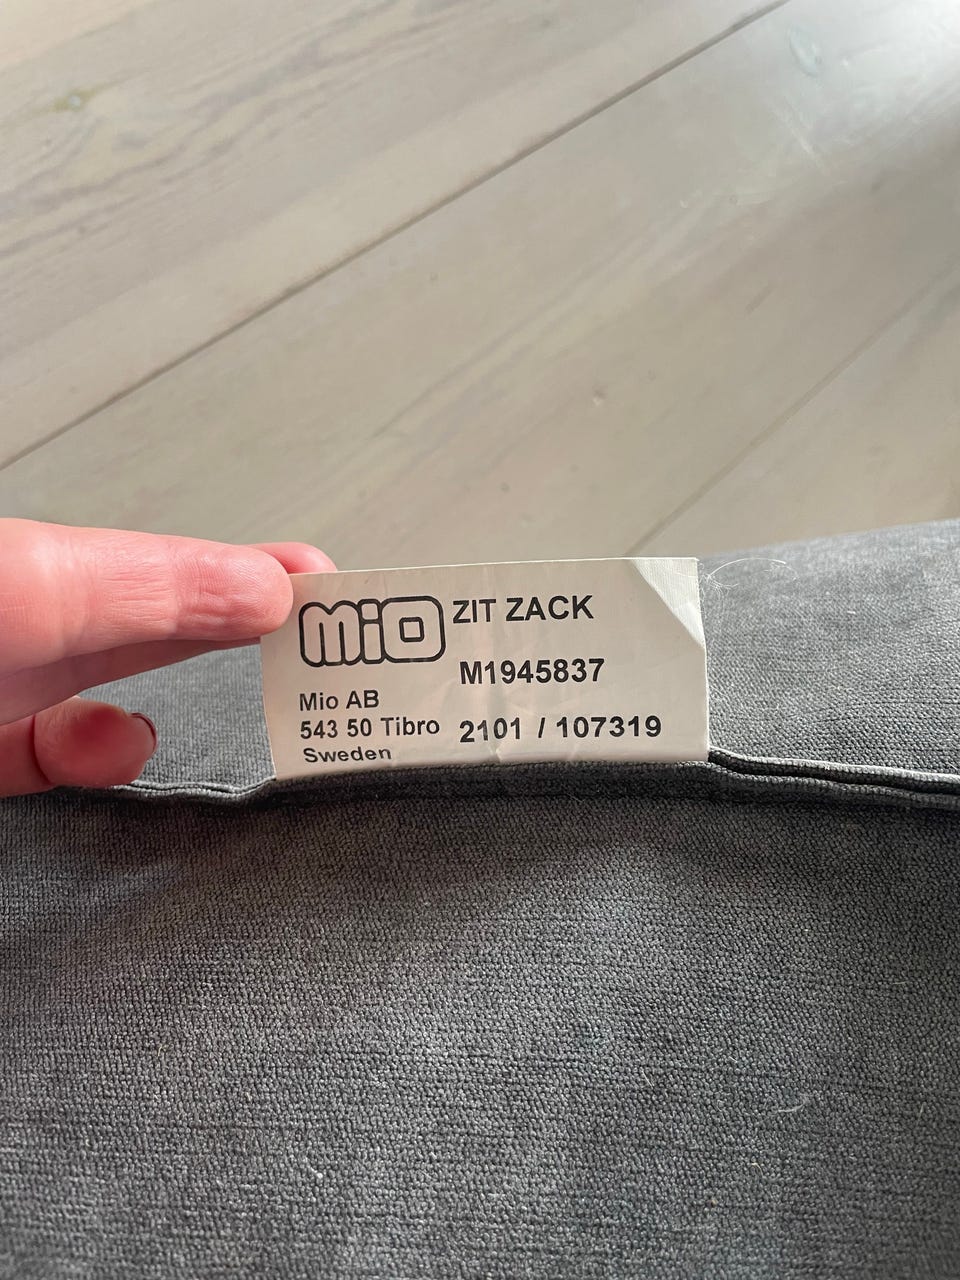 mio ZIT ZACK
M1945837
Mio AB
543 50 Tibro 2101 / 107319
Sweden